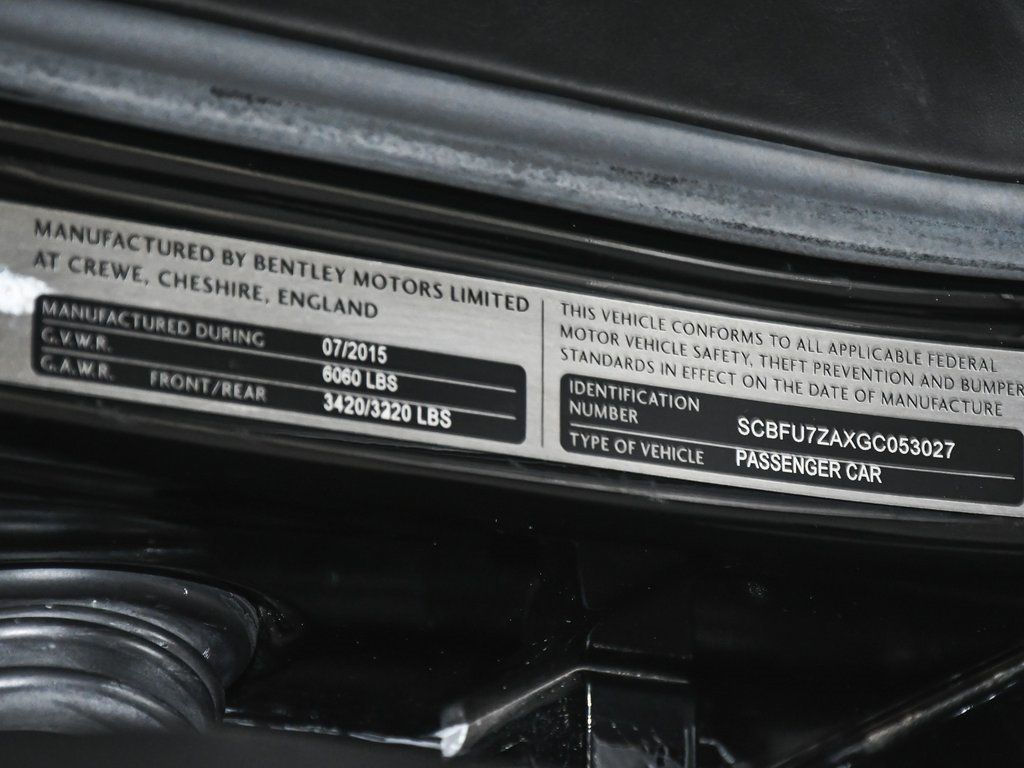 MANUFACTURED BY BENTLEY MOTORS LIMITED
AT CREWE, CHESHIRE, ENGLAND
MANUFACTURED DURING 07/2015
G.V.W.R. 6060 LBS
G.A.W.R. FRONT/REAR 3420/3220 LBS
THIS VEHICLE CONFORMS TO ALL APPLICABLE FEDERAL
MOTOR VEHICLE SAFETY, THEFT PREVENTION AND BUMPER
STANDARDS IN EFFECT ON THE DATE OF MANUFACTURE
IDENTIFICATION
NUMBER SCBFU7ZAXGC053027
TYPE OF VEHICLE PASSENGER CAR